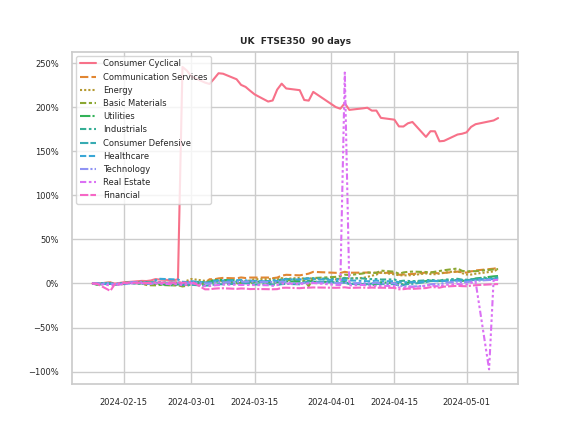 UK FTSE350 90 days
250%
200%
150%
100%
50%
0%
−50%
−100%
Consumer Cyclical
Communication Services
Energy
Basic Materials
Utilities
Industrials
Consumer Defensive
Healthcare
Technology
Real Estate
Financial
2024-02-15
2024-03-01
2024-03-15
2024-04-01
2024-04-15
2024-05-01